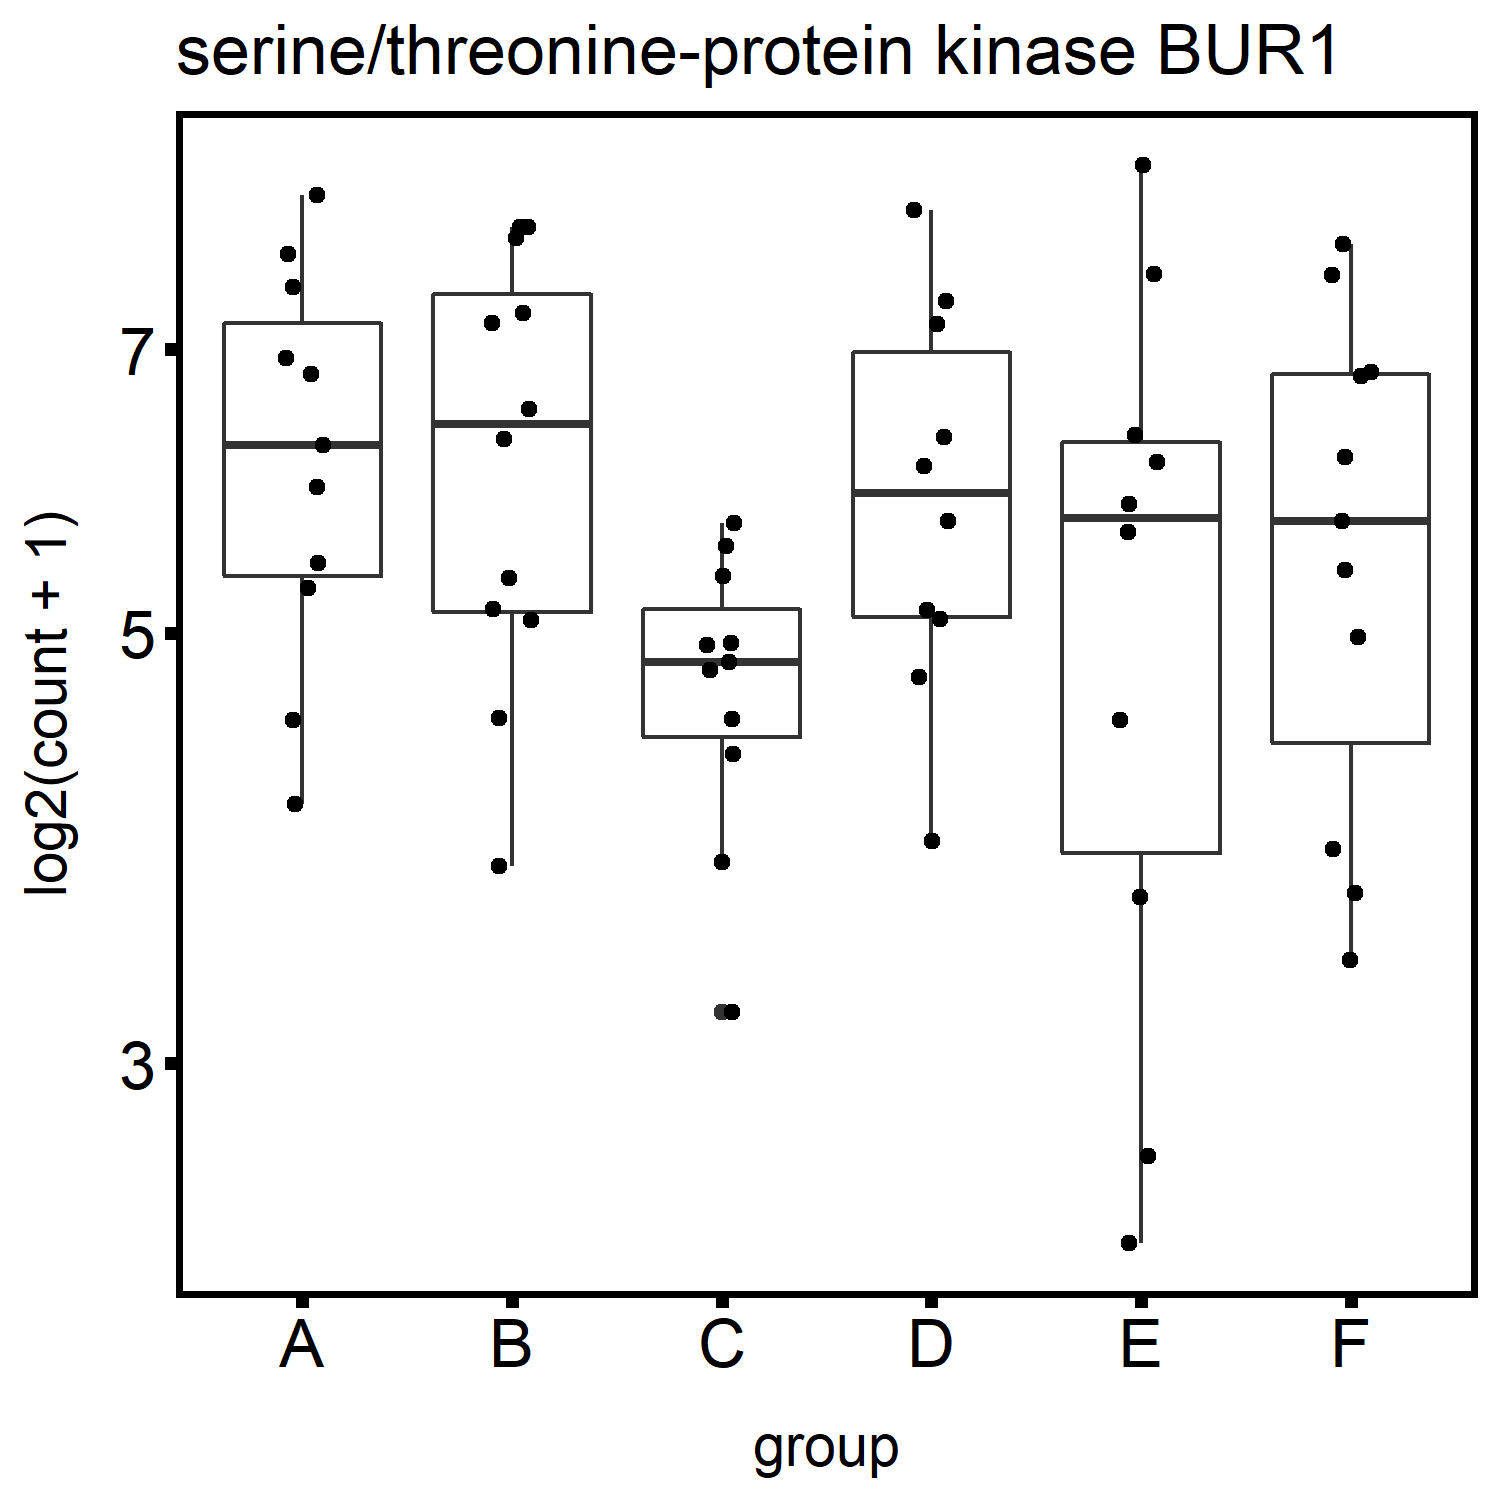 serine/threonine-protein kinase BUR1
log2(count + 1)
7
5
3
A B C D E F
group